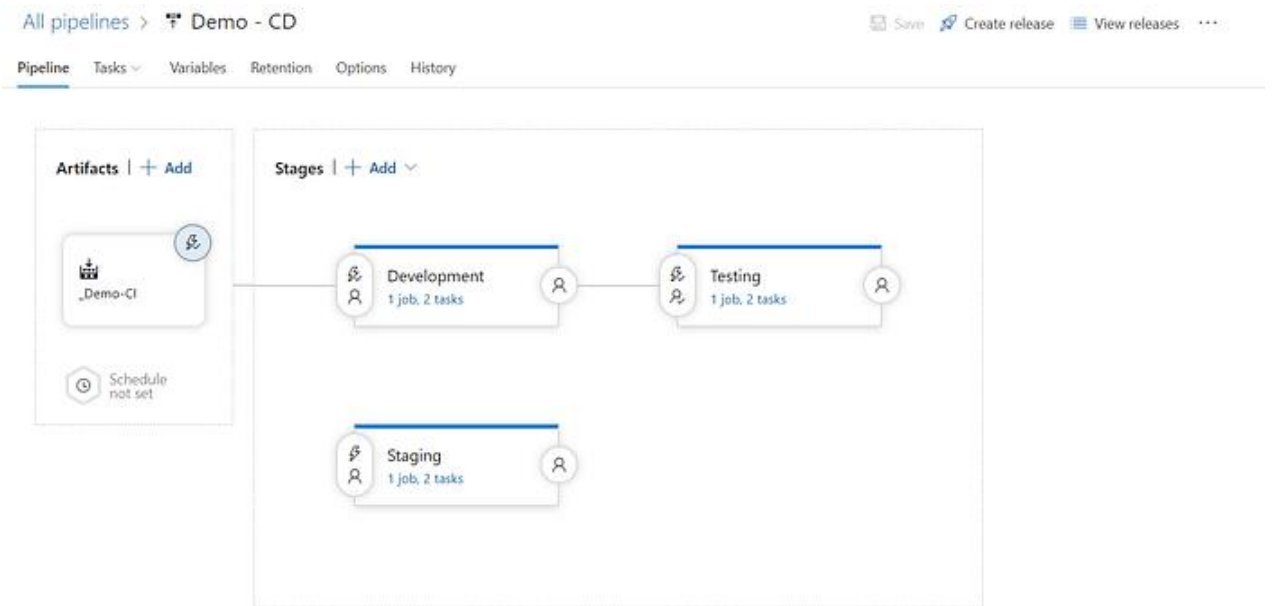 All pipelines > Demo - CD
Save Create release View releases ...
Pipeline Tasks Variables Retention Options History
Artifacts | + Add
Stages | + Add
_Demo-CI
Schedule
not set
Development
1 job, 2 tasks
Testing
1 job, 2 tasks
Staging
1 job, 2 tasks